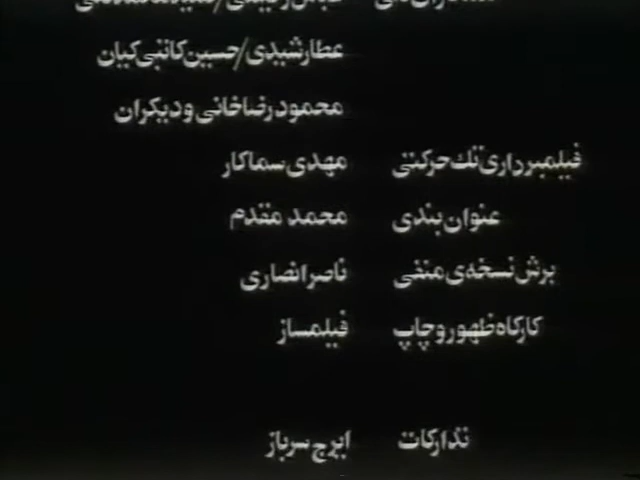 عطارشیدی/حسین کاتبی کیان
محمود رضاخانی و دیگران
فیلمبرداری تک حرکتی مهدی سماکار
عنوان بندی محمد مقدم
برش نسخه‌ی منفی ناصر انصاری
کارگاه ظهور و چاپ فیلمساز
تدارکات ایرج سرباز